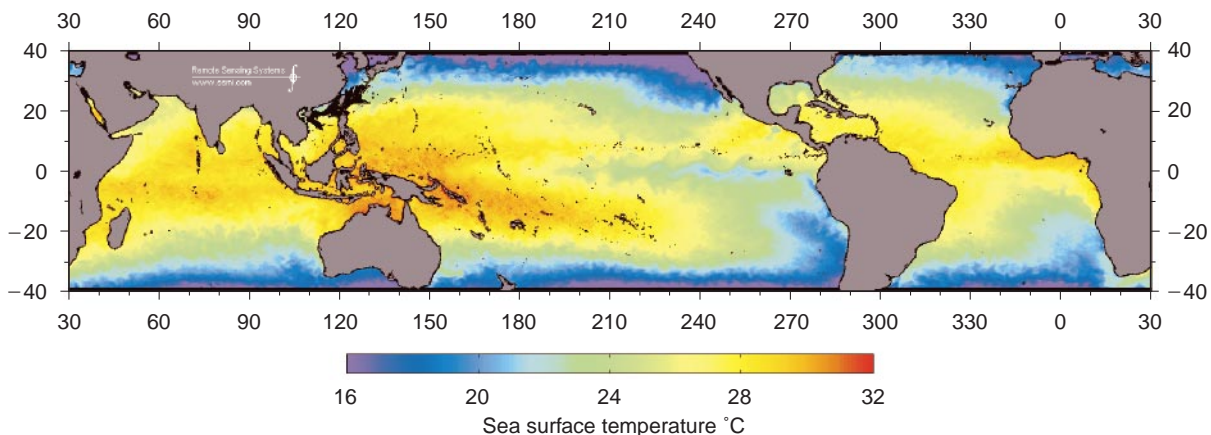 30 60 90 120 150 180 210 240 270 300 330 0 30
40 40
Remote Sensing Systems
www.ssmi.com
20 20
0 0
−20 −20
−40 −40
30 60 90 120 150 180 210 240 270 300 330 0 30
16 20 24 28 32
Sea surface temperature ˚C